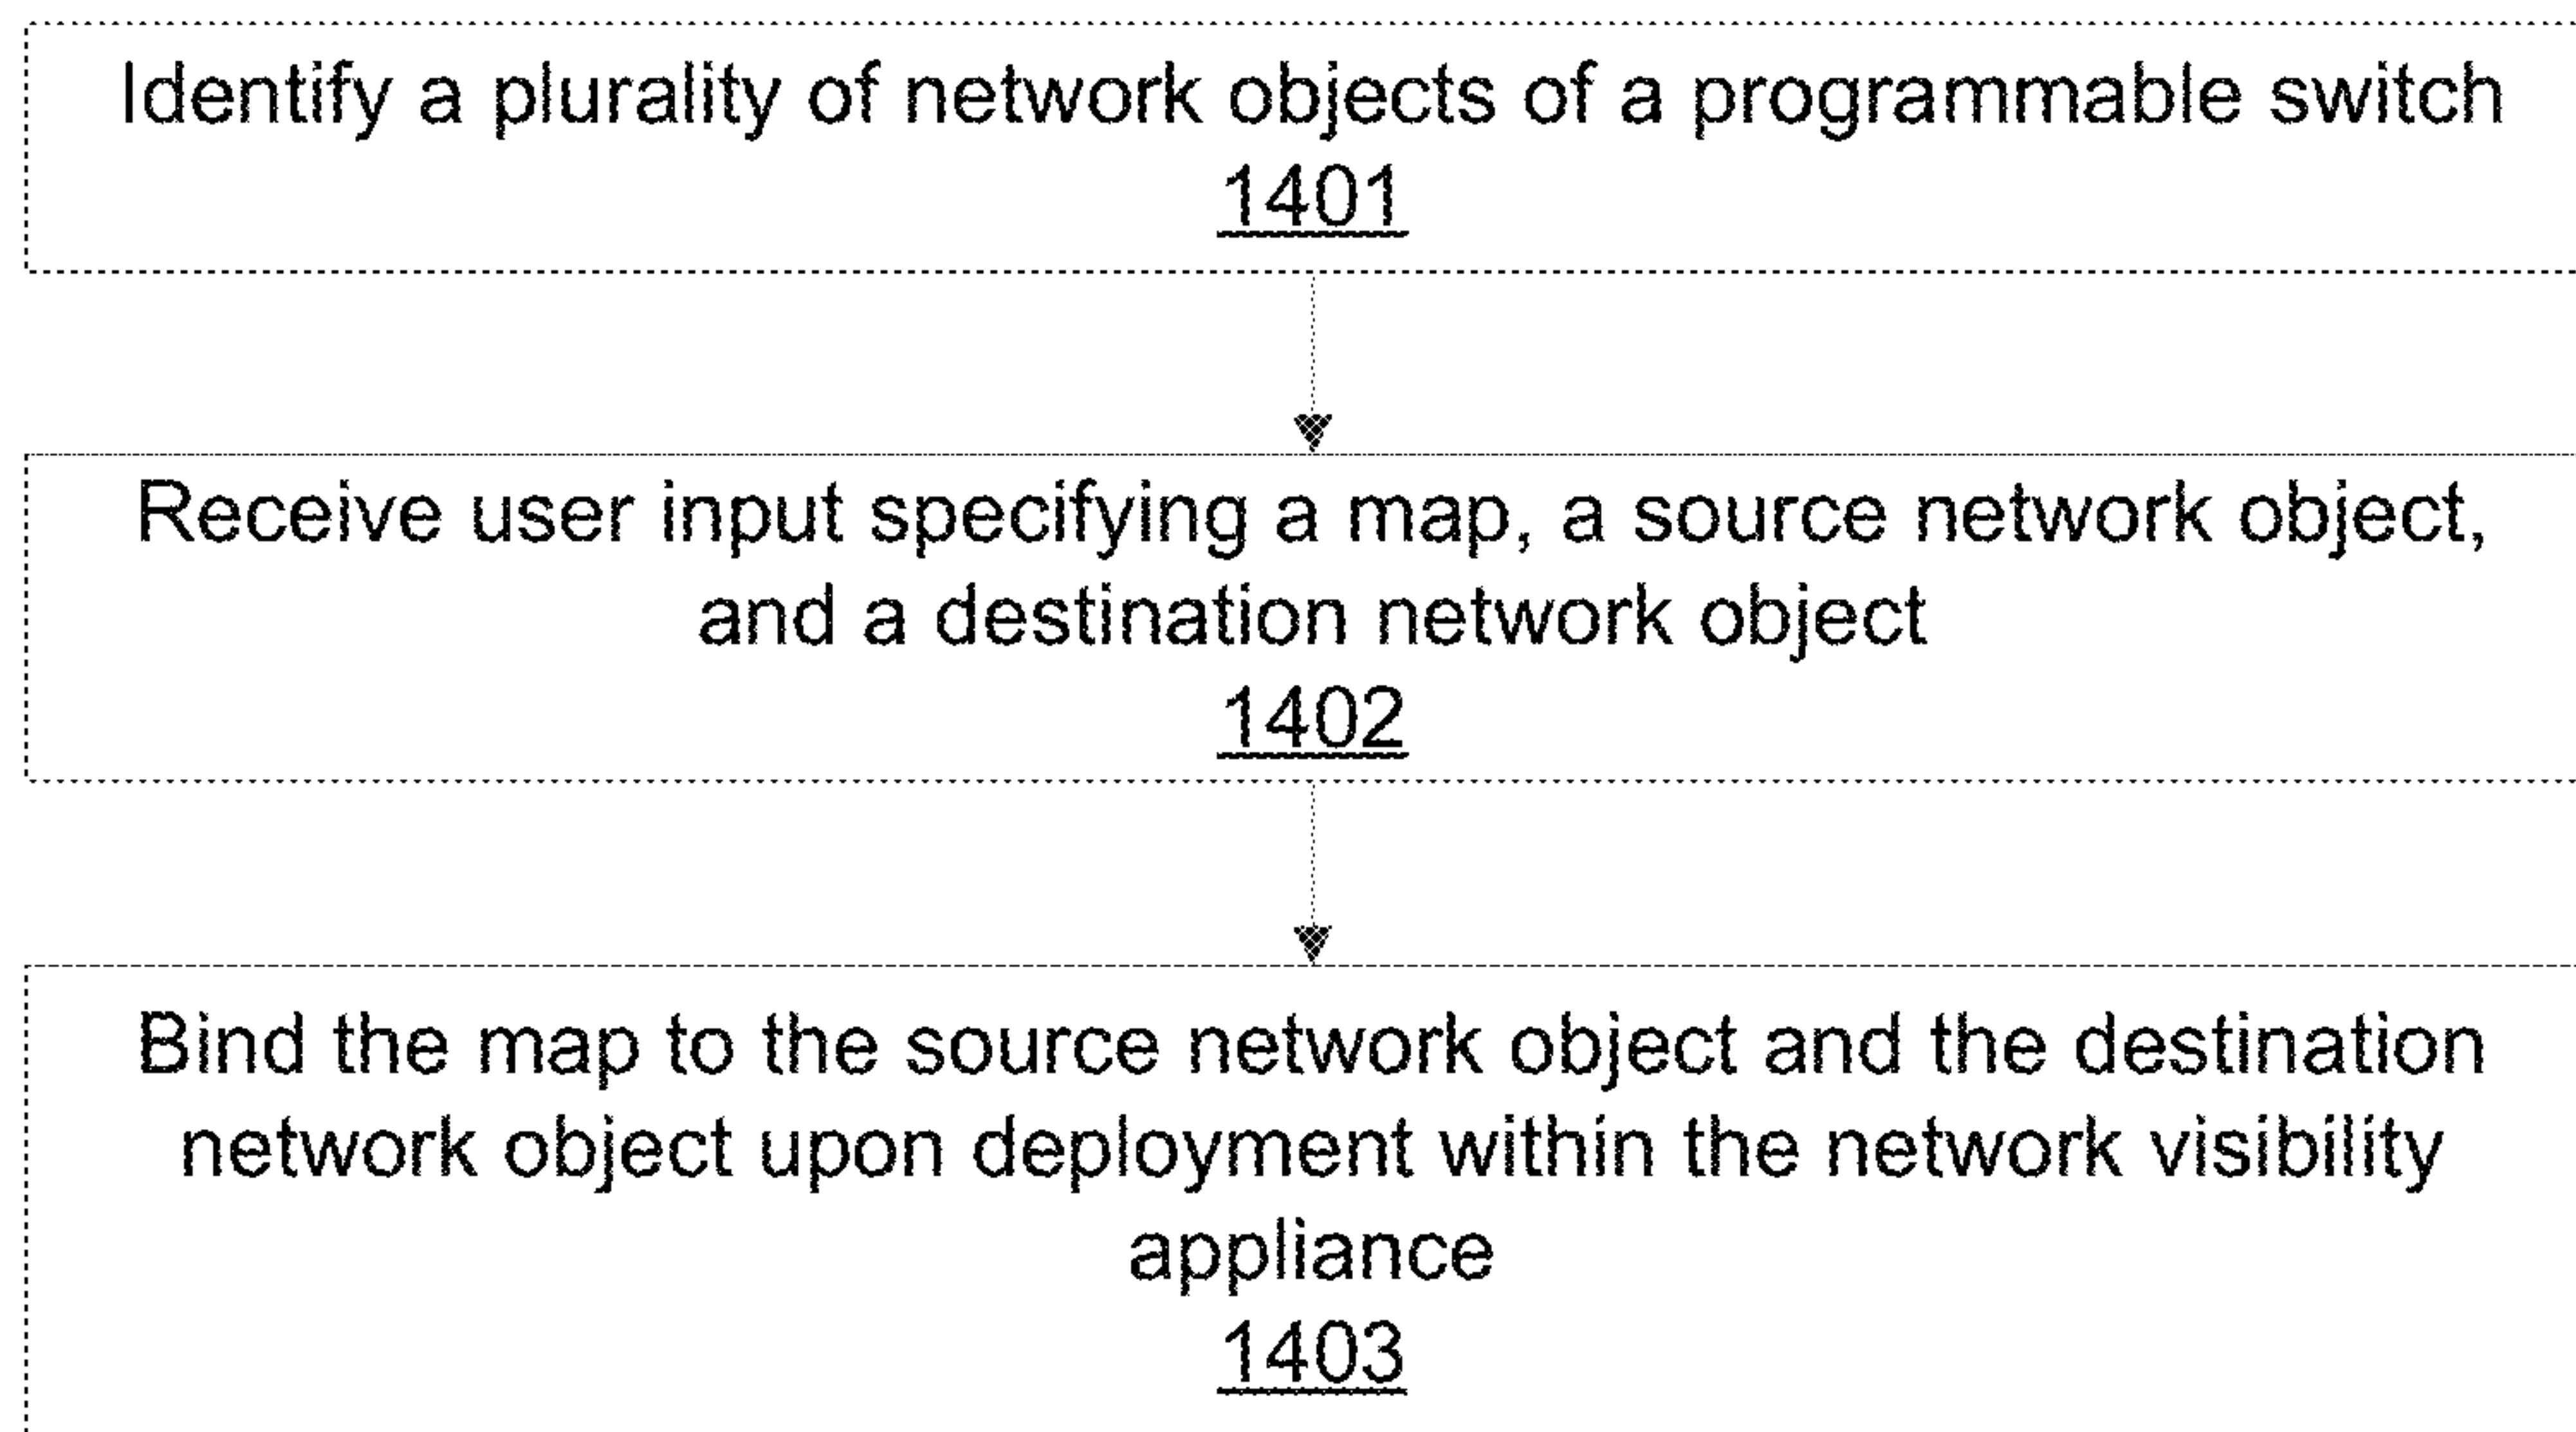 Identify a plurality of network objects of a programmable switch
1401
Receive user input specifying a map, a source network object,
and a destination network object
1402
Bind the map to the source network object and the destination
network object upon deployment within the network visibility
appliance
1403